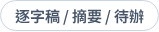 逐字稿 / 摘要 / 待辦